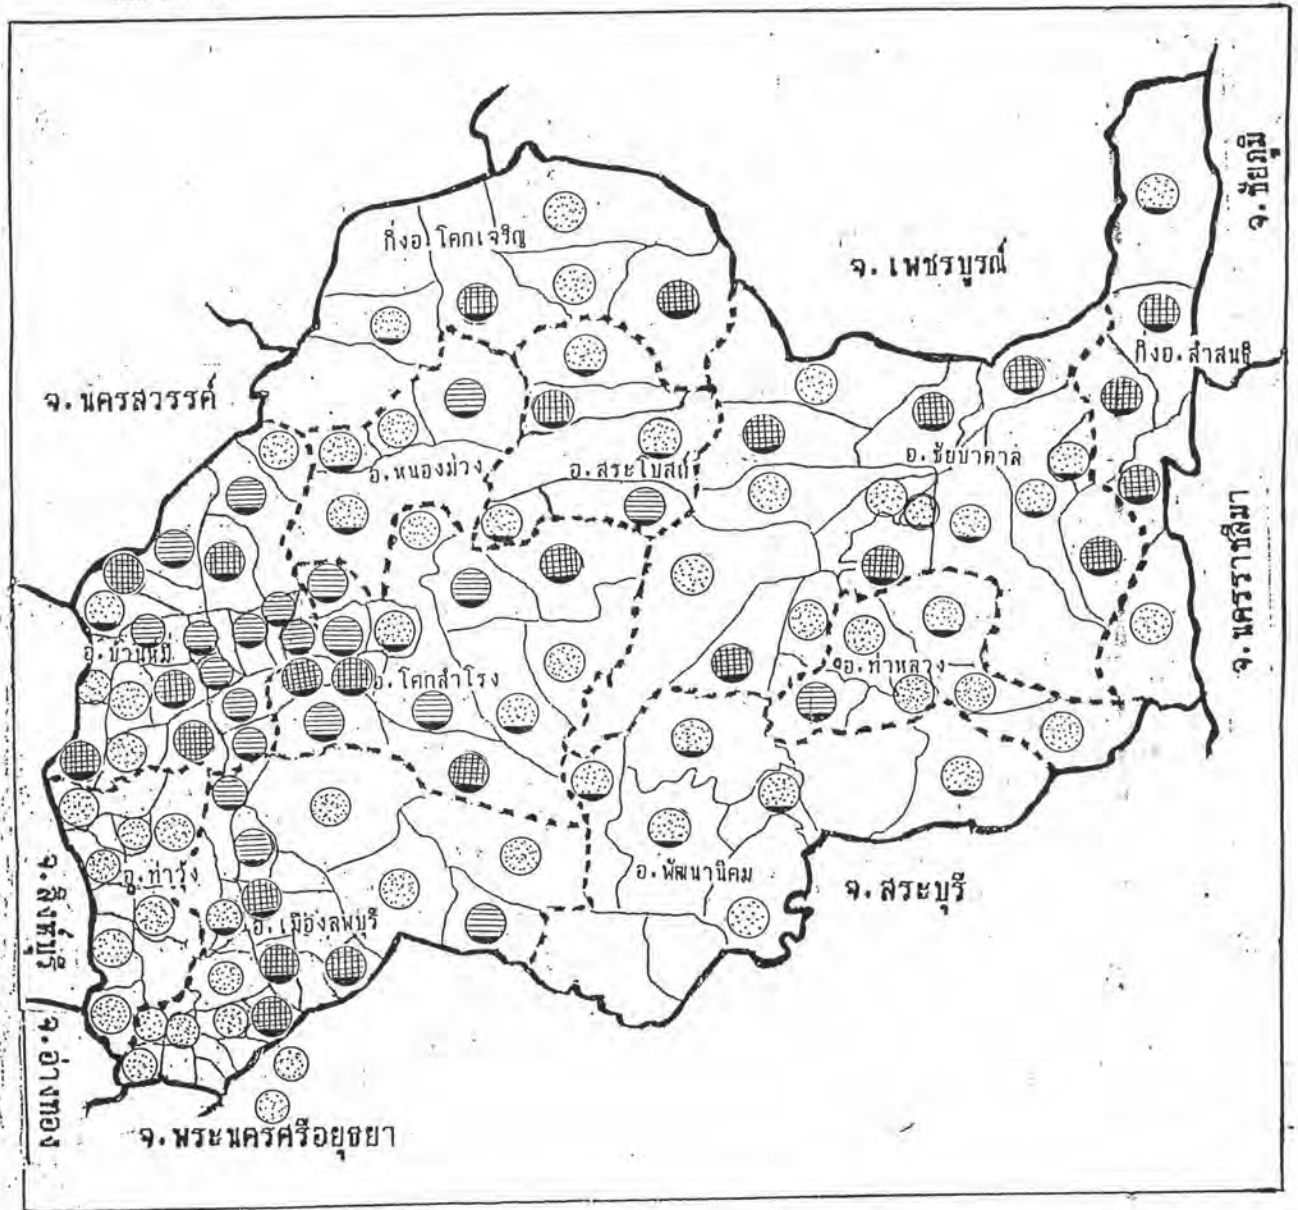 จ. ชัยภูมิ
กิ่งอ. โคกเจริญ
จ. เพชรบูรณ์
กิ่งอ. ลำสนธิ
จ. นครสวรรค์
อ. หนองม่วง
อ. สระโบสถ์
อ. ชัยบาดาล
จ. นครราชสีมา
อ. บ้านหมี่
อ. โคกสำโรง
อ. ท่าหลวง
อ. ท่าวุ้ง
อ. พัฒนานิคม
จ. สระบุรี
จ. สิงห์บุรี
อ. เมืองลพบุรี
จ. อ่างทอง
จ. พระนครศรีอยุธยา